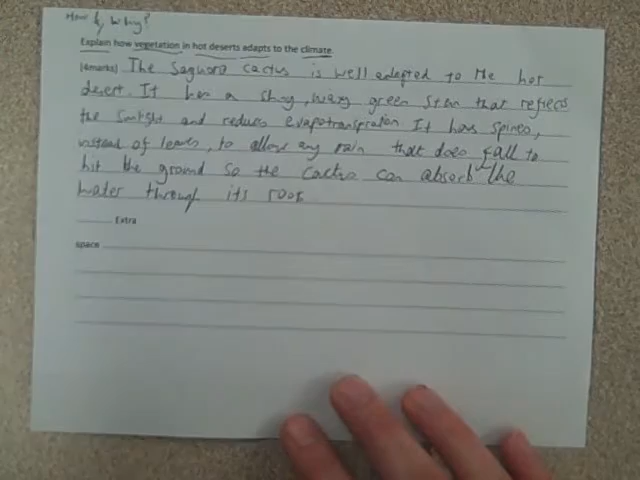 How & Why?
Explain how vegetation in hot deserts adapts to the climate.
[4marks] The Saguaro cactus is well adapted to the hot
desert. It has a shiny, waxy green stem that reflects
the sunlight and reduces evapotranspiration It has spines,
instead of leaves, to allow any rain that does fall to
hit the ground so the cactus can absorb the
water through its roots
Extra
space